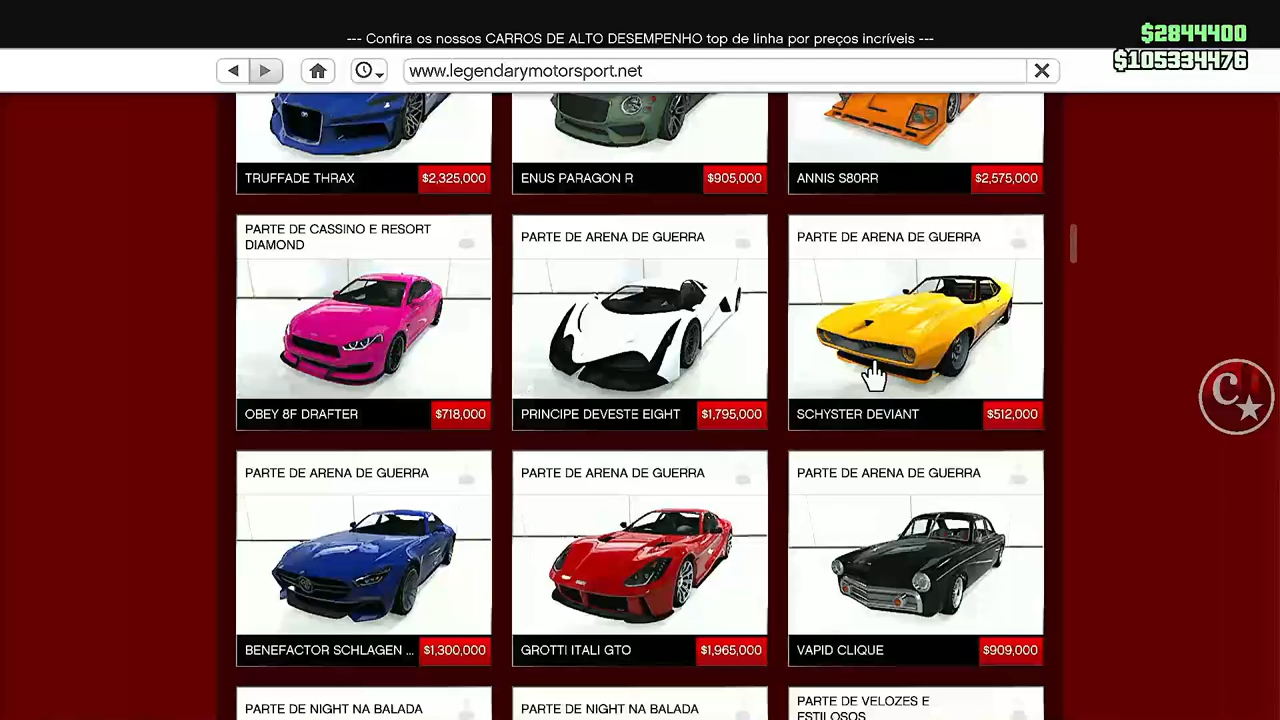 --- Confira os nossos CARROS DE ALTO DESEMPENHO top de linha por preços incríveis ---
$2844400
www.legendarymotorsport.net
$105334476
TRUFFADE THRAX $2,325,000
ENUS PARAGON R $905,000
ANNIS S80RR $2,575,000
PARTE DE CASSINO E RESORT
DIAMOND
PARTE DE ARENA DE GUERRA
PARTE DE ARENA DE GUERRA
OBEY 8F DRAFTER $718,000
PRINCIPE DEVESTE EIGHT $1,795,000
SCHYSTER DEVIANT $512,000
C
PARTE DE ARENA DE GUERRA
PARTE DE ARENA DE GUERRA
PARTE DE ARENA DE GUERRA
BENEFACTOR SCHLAGEN ... $1,300,000
GROTTI ITALI GTO $1,965,000
VAPID CLIQUE $909,000
PARTE DE NIGHT NA BALADA
PARTE DE NIGHT NA BALADA
PARTE DE VELOZES E
ESTILOSOS